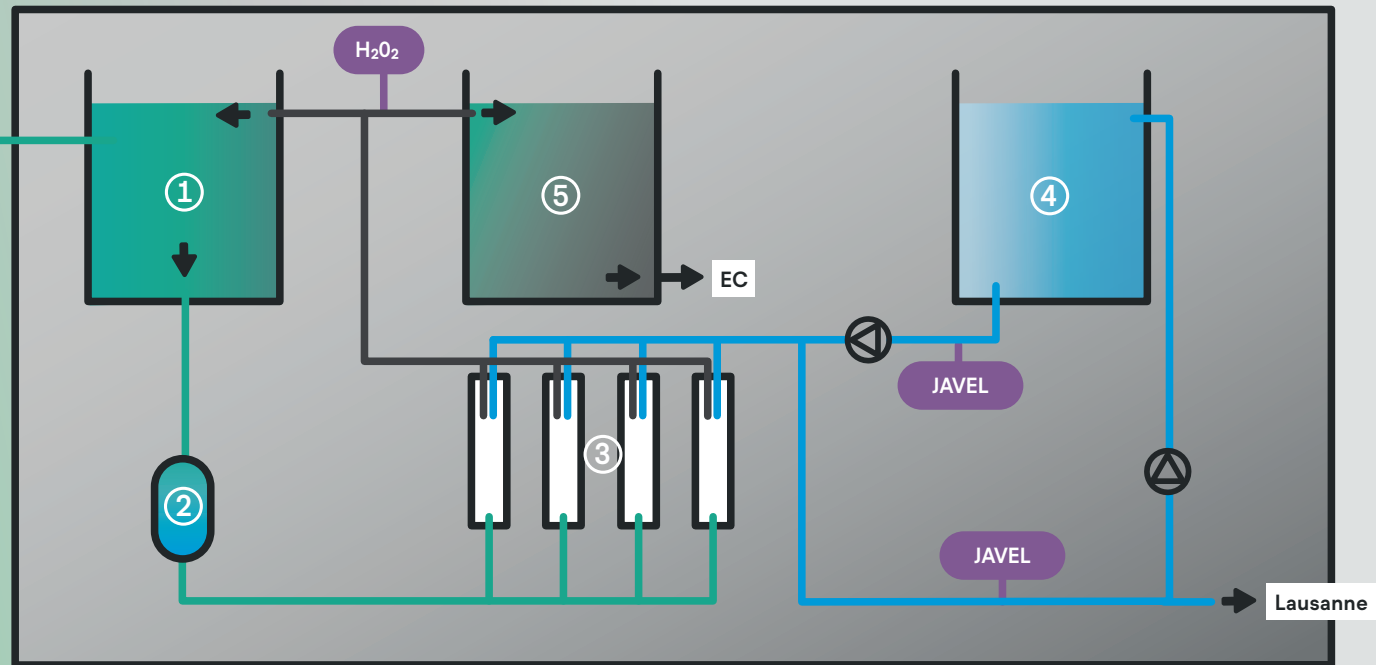 H₂0₂
①
⑤
④
EC
JAVEL
③
②
JAVEL
Lausanne